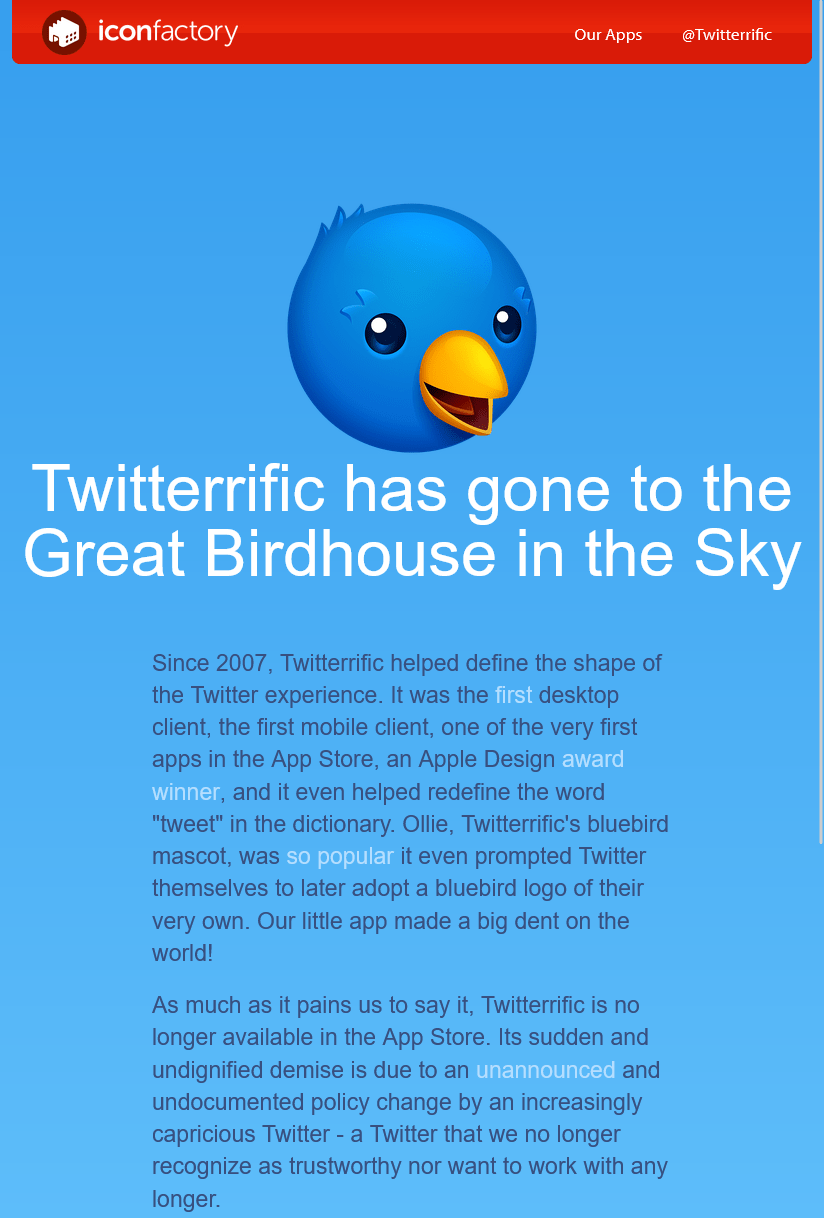 iconfactory
Our Apps
@Twitterrific
Twitterrific has gone to the
Great Birdhouse in the Sky
Since 2007, Twitterrific helped define the shape of
the Twitter experience. It was the first desktop
client, the first mobile client, one of the very first
apps in the App Store, an Apple Design award
winner, and it even helped redefine the word
"tweet" in the dictionary. Ollie, Twitterrific's bluebird
mascot, was so popular it even prompted Twitter
themselves to later adopt a bluebird logo of their
very own. Our little app made a big dent on the
world!
As much as it pains us to say it, Twitterrific is no
longer available in the App Store. Its sudden and
undignified demise is due to an unannounced and
undocumented policy change by an increasingly
capricious Twitter - a Twitter that we no longer
recognize as trustworthy nor want to work with any
longer.